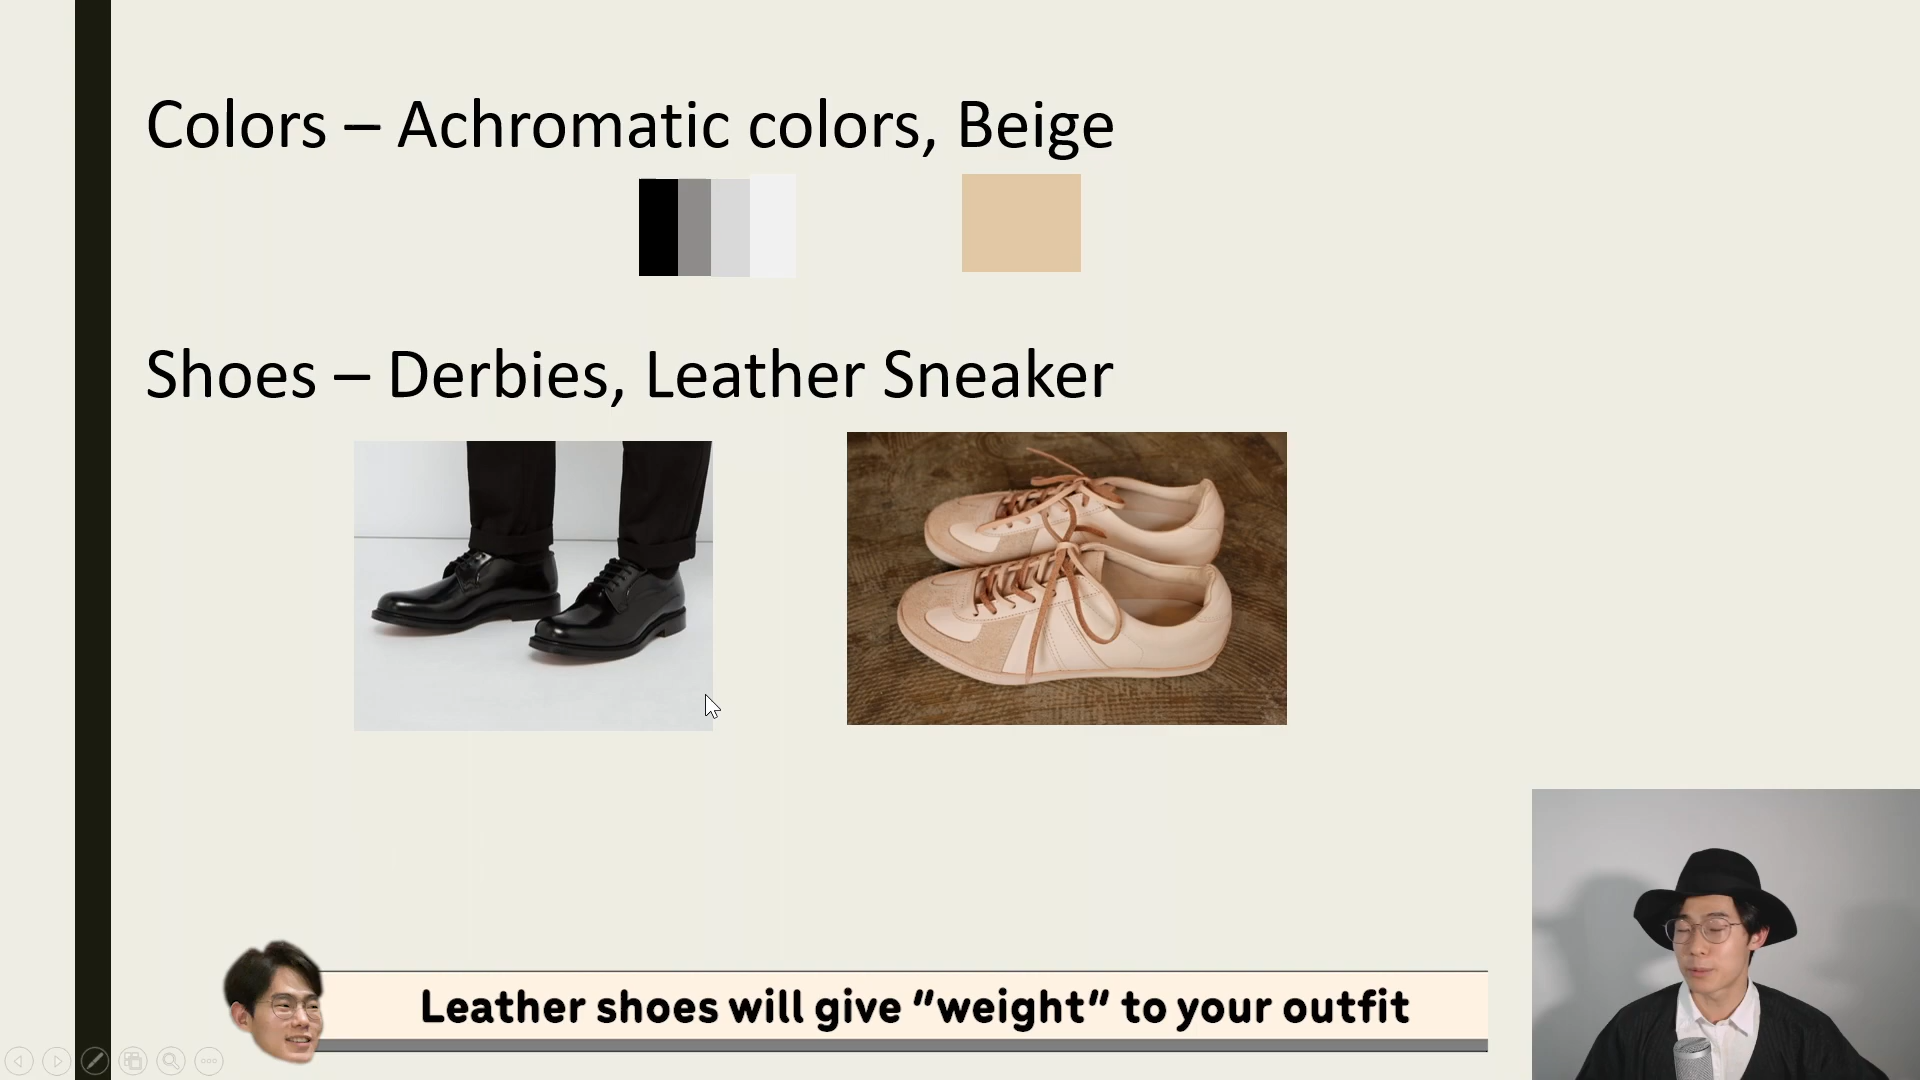 Colors – Achromatic colors, Beige
Shoes – Derbies, Leather Sneaker
Leather shoes will give "weight" to your outfit